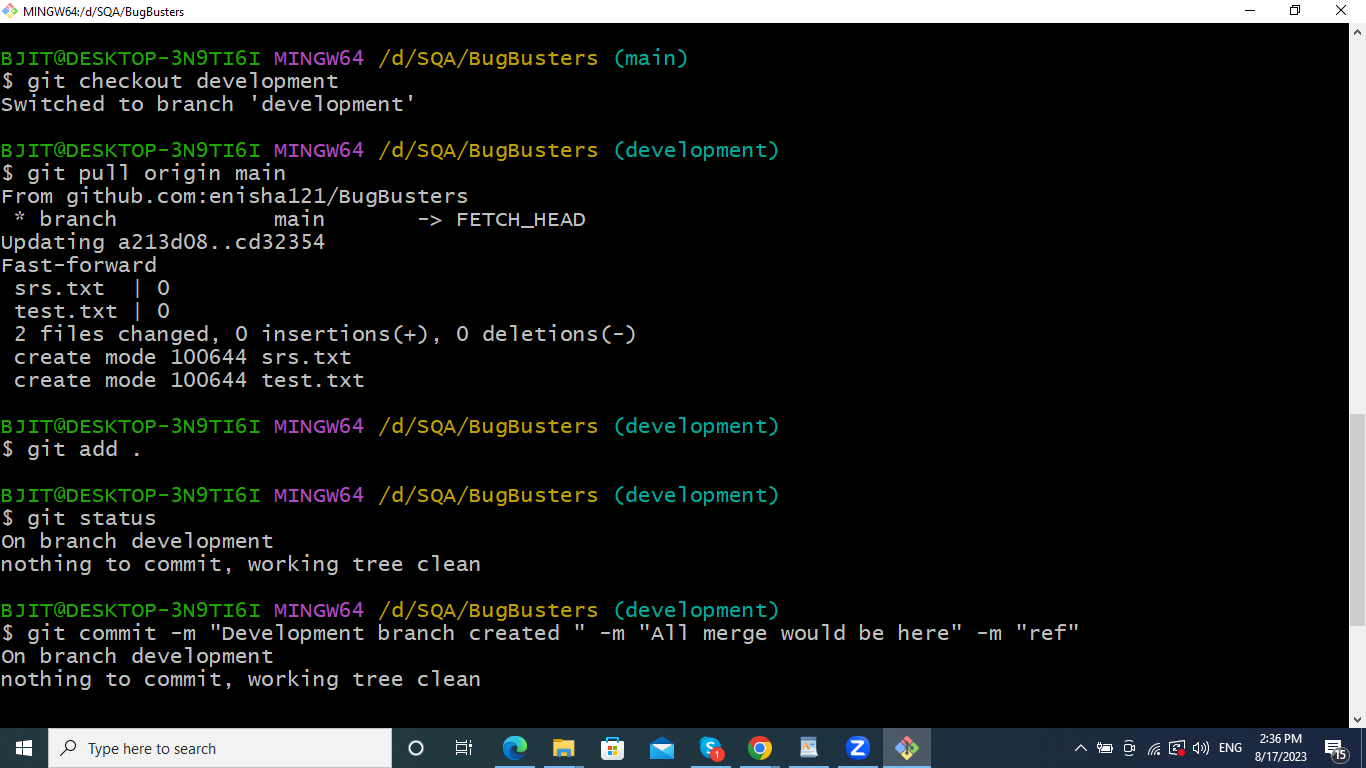 MINGW64:/d/SQA/BugBusters
BJIT@DESKTOP-3N9TI6I MINGW64 /d/SQA/BugBusters (main)
$ git checkout development
Switched to branch 'development'
BJIT@DESKTOP-3N9TI6I MINGW64 /d/SQA/BugBusters (development)
$ git pull origin main
From github.com:enisha121/BugBusters
 * branch            main       -> FETCH_HEAD
Updating a213d08..cd32354
Fast-forward
 srs.txt  | 0
 test.txt | 0
 2 files changed, 0 insertions(+), 0 deletions(-)
 create mode 100644 srs.txt
 create mode 100644 test.txt
BJIT@DESKTOP-3N9TI6I MINGW64 /d/SQA/BugBusters (development)
$ git add .
BJIT@DESKTOP-3N9TI6I MINGW64 /d/SQA/BugBusters (development)
$ git status
On branch development
nothing to commit, working tree clean
BJIT@DESKTOP-3N9TI6I MINGW64 /d/SQA/BugBusters (development)
$ git commit -m "Development branch created " -m "All merge would be here" -m "ref"
On branch development
nothing to commit, working tree clean
Type here to search
1
ENG
2:36 PM
8/17/2023
15